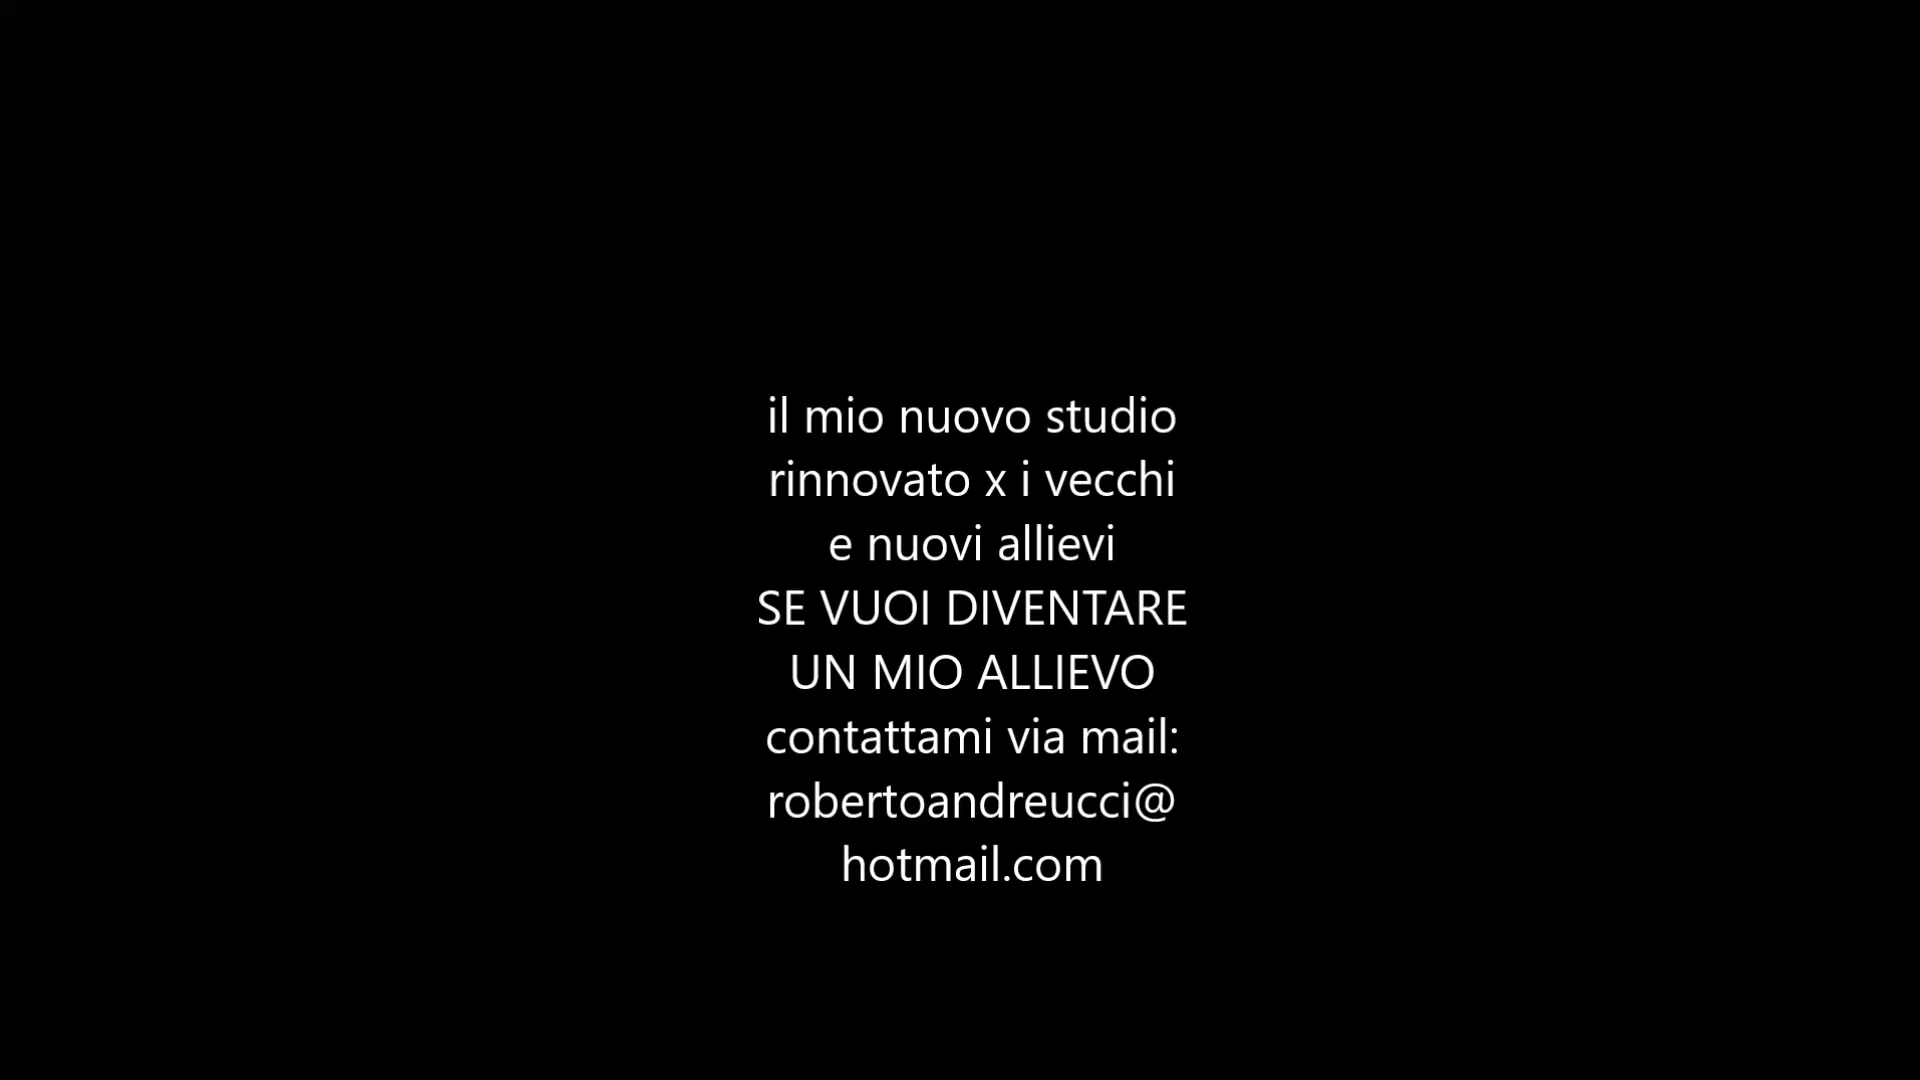 il mio nuovo studio
rinnovato x i vecchi
e nuovi allievi
SE VUOI DIVENTARE
UN MIO ALLIEVO
contattami via mail:
robertoandreucci@
hotmail.com